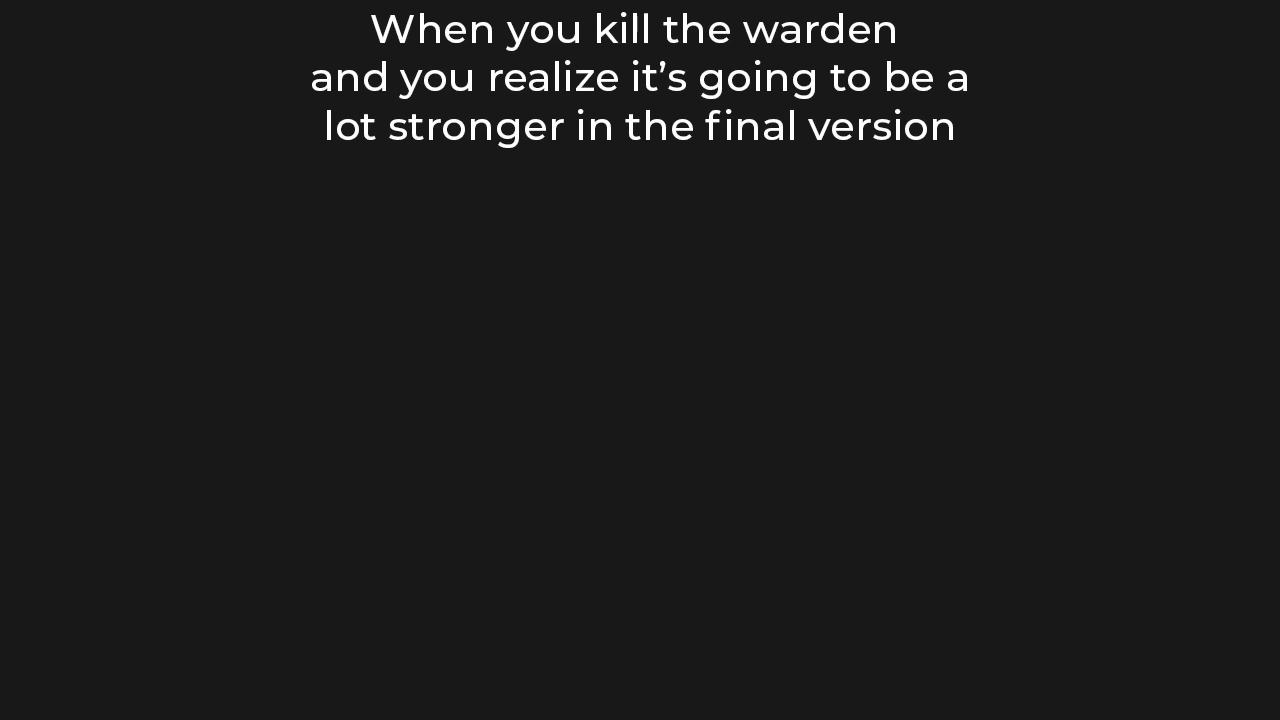 When you kill the warden
and you realize it’s going to be a
lot stronger in the final version